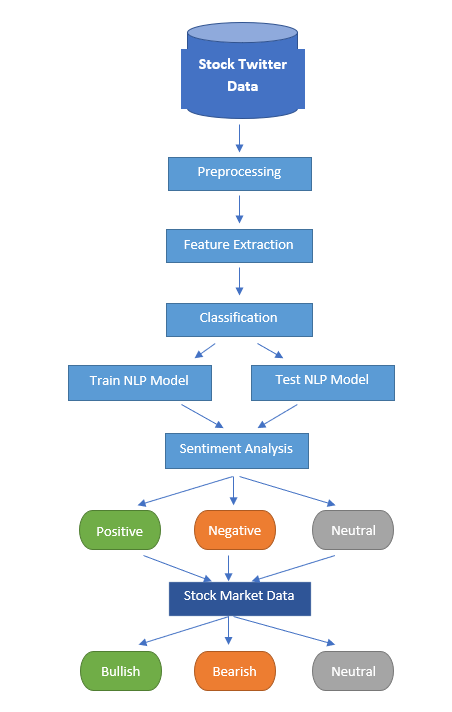 Stock Twitter
Data
Preprocessing
Feature Extraction
Classification
Train NLP Model
Test NLP Model
Sentiment Analysis
Positive
Negative
Neutral
Stock Market Data
Bullish
Bearish
Neutral